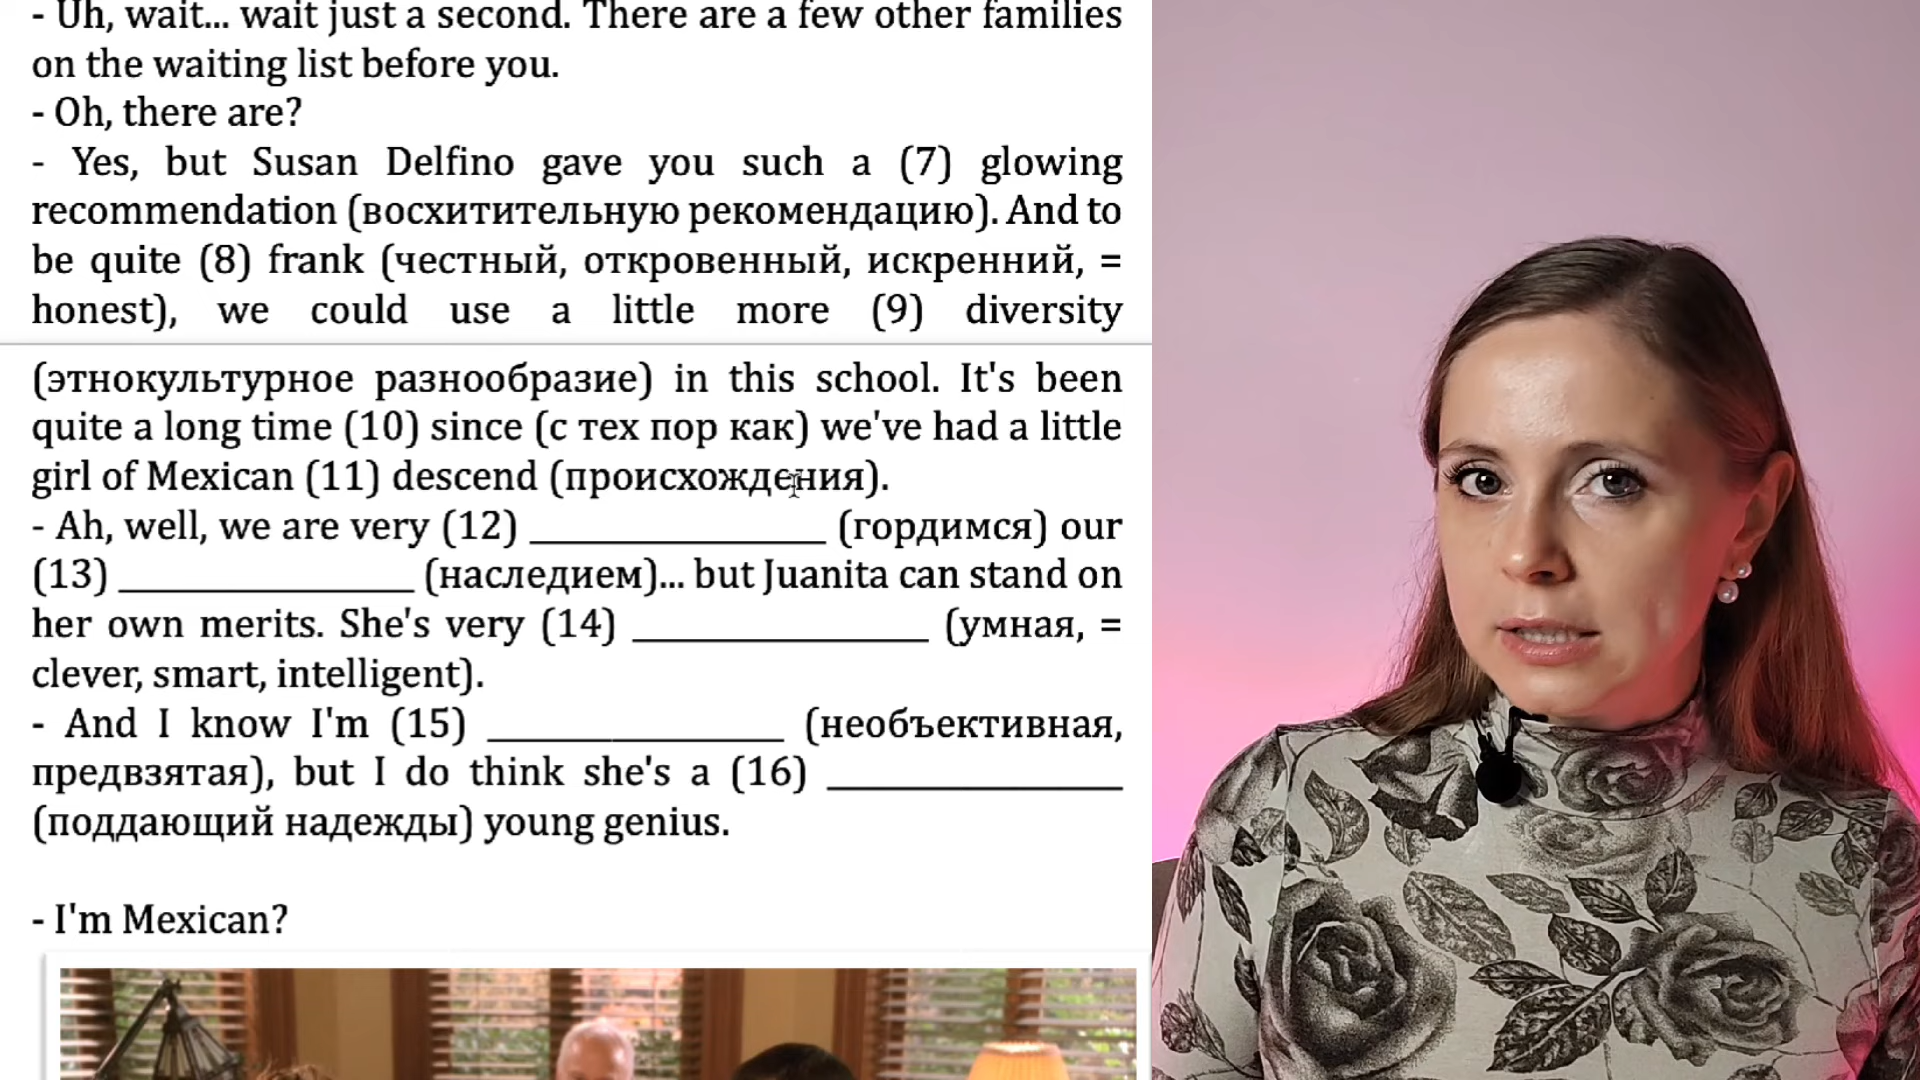 - Uh, wait... wait just a second. There are a few other families
on the waiting list before you.
- Oh, there are?
- Yes, but Susan Delfino gave you such a (7) glowing
recommendation (восхитительную рекомендацию). And to
be quite (8) frank (честный, откровенный, искренний, =
honest), we could use a little more (9) diversity
(этнокультурное разнообразие) in this school. It's been
quite a long time (10) since (с тех пор как) we've had a little
girl of Mexican (11) descend (происхождения).
- Ah, well, we are very (12) ______________ (гордимся) our
(13) ______________ (наследием)... but Juanita can stand on
her own merits. She's very (14) ______________ (умная, =
clever, smart, intelligent).
- And I know I'm (15) ______________ (необъективная,
предвзятая), but I do think she's a (16) ______________
(поддающий надежды) young genius.
- I'm Mexican?